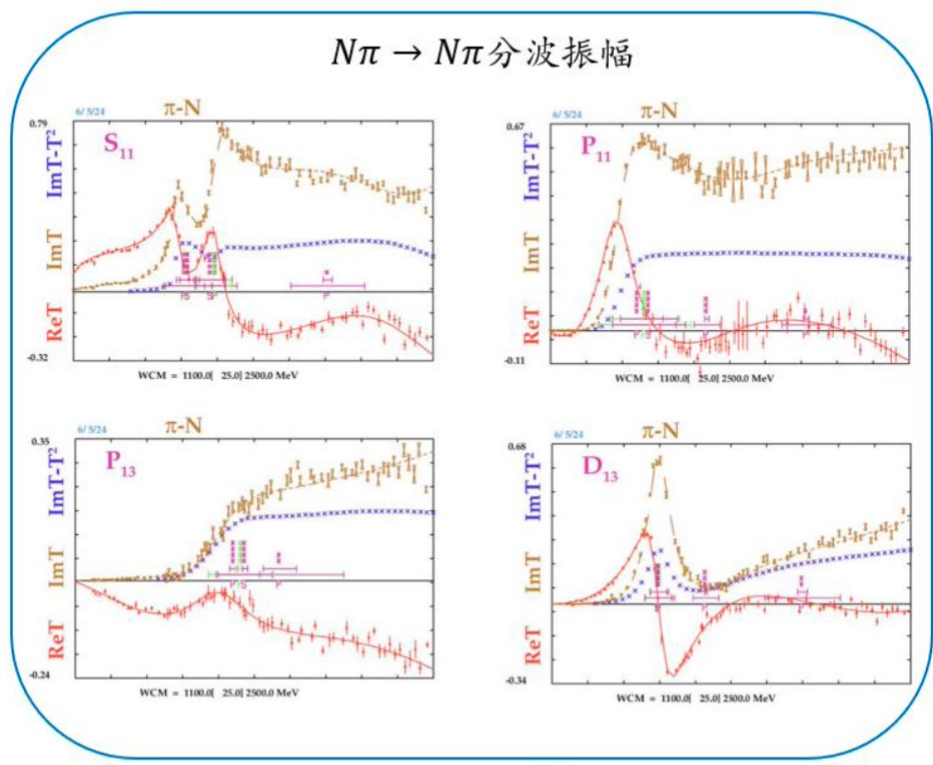 Nπ → Nπ分波振幅
6/ 5/24
π-N
0.79
S11
ImT-T²
ImT
ReT
-0.32
WCM = 1100.0[ 25.0] 2500.0 MeV
6/ 5/24
π-N
0.67
P11
ImT-T²
ImT
ReT
-0.11
WCM = 1100.0[ 25.0] 2500.0 MeV
6/ 5/24
π-N
0.35
P13
ImT-T²
ImT
ReT
-0.24
WCM = 1100.0[ 25.0] 2500.0 MeV
6/ 5/24
π-N
0.68
D13
ImT-T²
ImT
ReT
-0.34
WCM = 1100.0[ 25.0] 2500.0 MeV